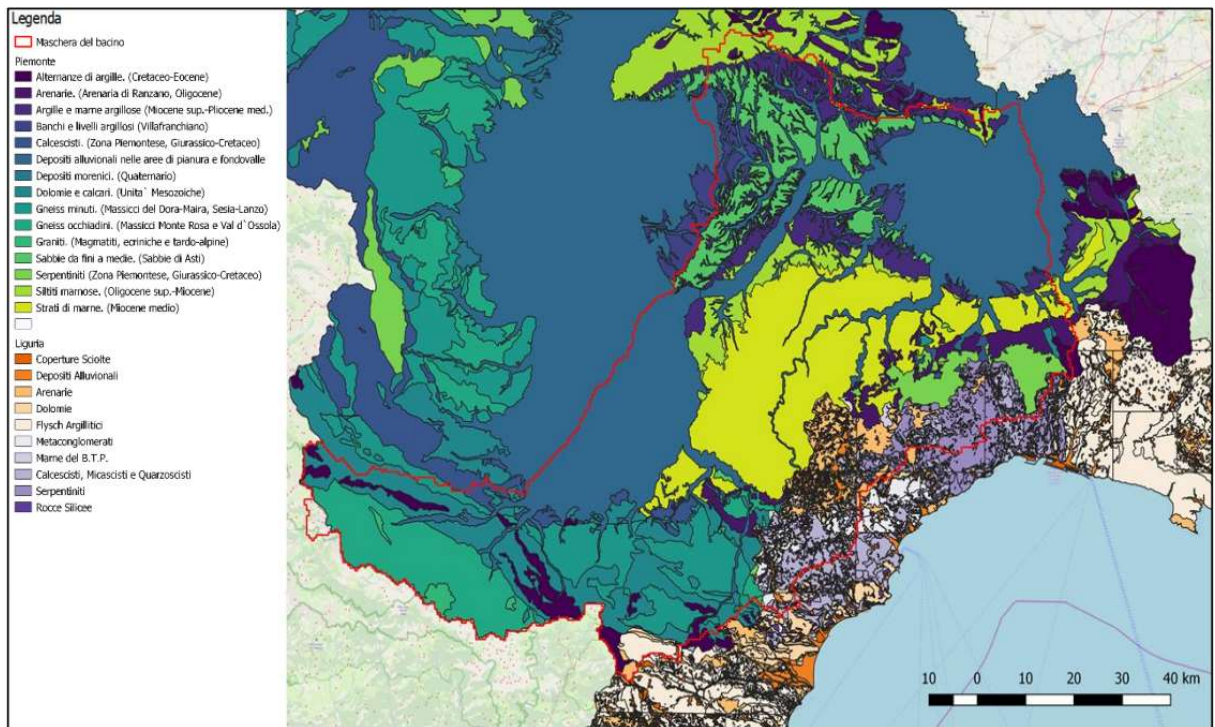 Legenda
Maschera del bacino
Piemonte
Alternanze di argille. (Cretaceo-Eocene)
Arenarie. (Arenaria di Ranzano, Oligocene)
Argille e marne argillose (Miocene sup.-Pliocene med.)
Banchi e livelli argillosi (Villafranchiano)
Calcescisti. (Zona Piemontese, Giurassico-Cretaceo)
Depositi alluvionali nelle aree di pianura e fondovalle
Depositi morenici. (Quaternario)
Dolomie e calcari. (Unita` Mesozoiche)
Gneiss minuti. (Massicci del Dora-Maira, Sesia-Lanzo)
Gneiss occhiadini. (Massicci Monte Rosa e Val d`Ossola)
Graniti. (Magmatiti, ecriniche e tardo-alpine)
Sabbie da fini a medie. (Sabbie di Asti)
Serpentiniti (Zona Piemontese, Giurassico-Cretaceo)
Siltiti marnose. (Oligocene sup.-Miocene)
Strati di marne. (Miocene medio)
Liguria
Coperture Sciolte
Depositi Alluvionali
Arenarie
Dolomie
Flysch Argillitici
Metaconglomerati
Marne del B.T.P.
Calcescisti, Micascisti e Quarzoscisti
Serpentiniti
Rocce Silicee
10 0 10 20 30 40 km